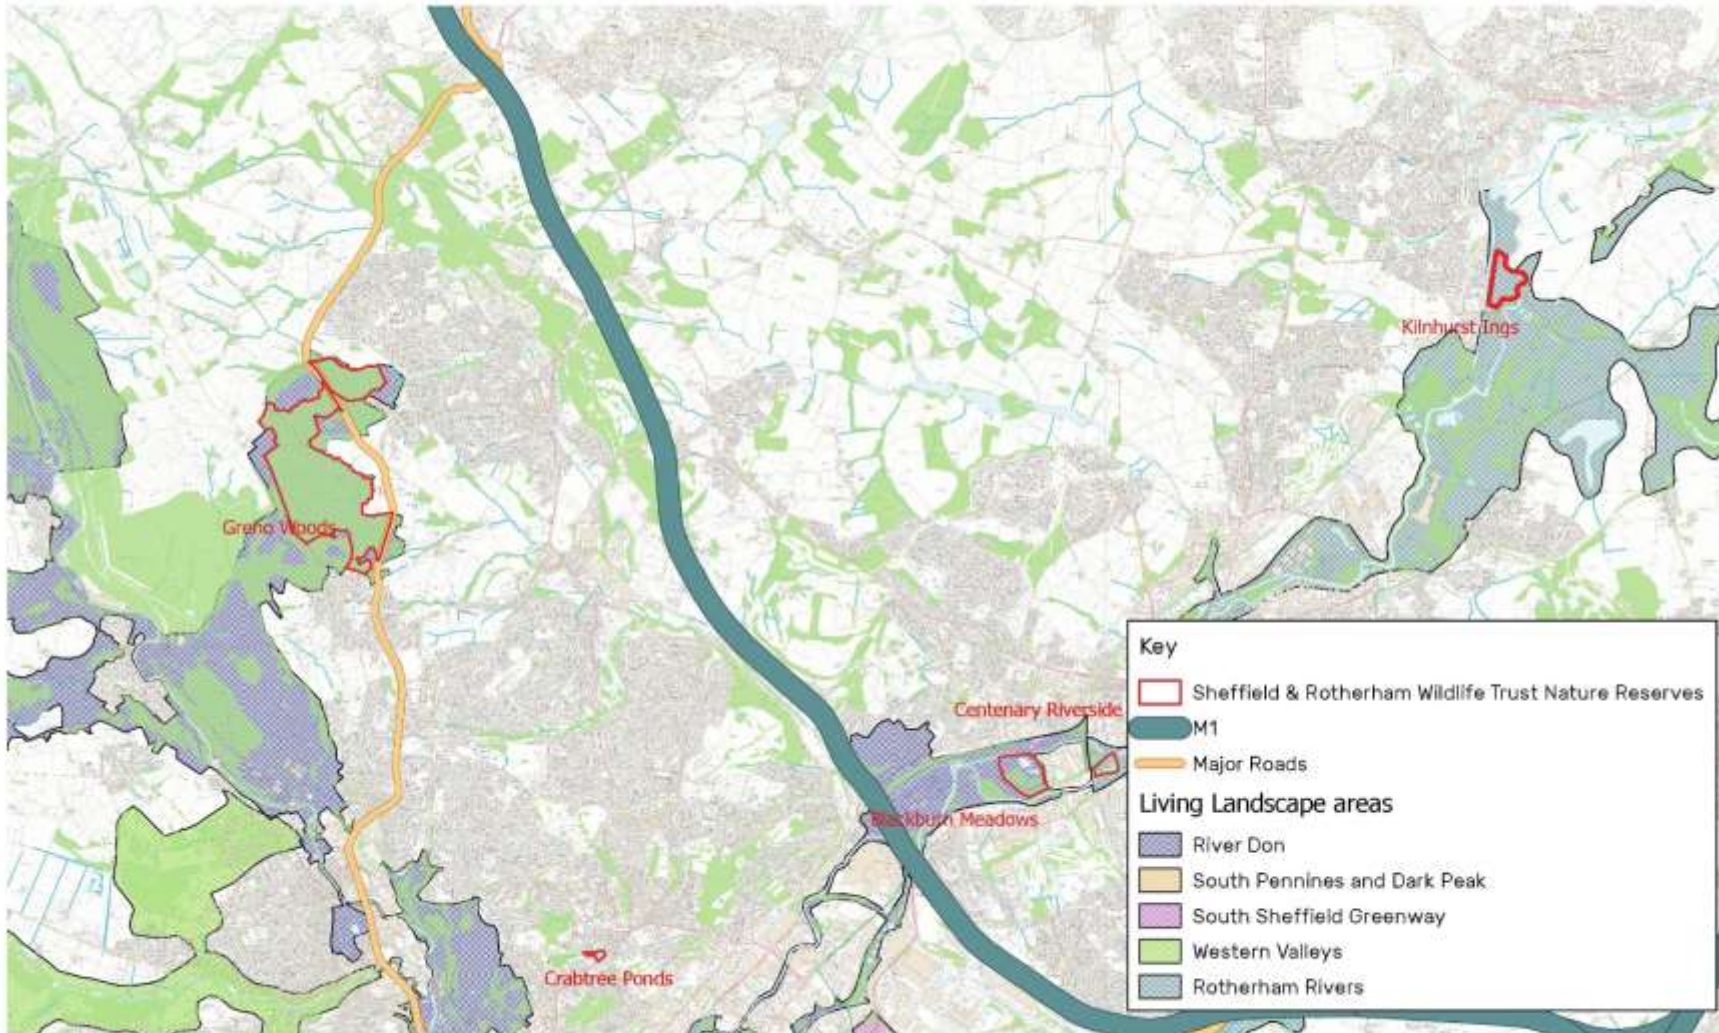 Kilnhurst Ings
Greno Woods
Centenary Riverside
Blackburn Meadows
Crabtree Ponds
Key
Sheffield & Rotherham Wildlife Trust Nature Reserves
M1
Major Roads
Living Landscape areas
River Don
South Pennines and Dark Peak
South Sheffield Greenway
Western Valleys
Rotherham Rivers